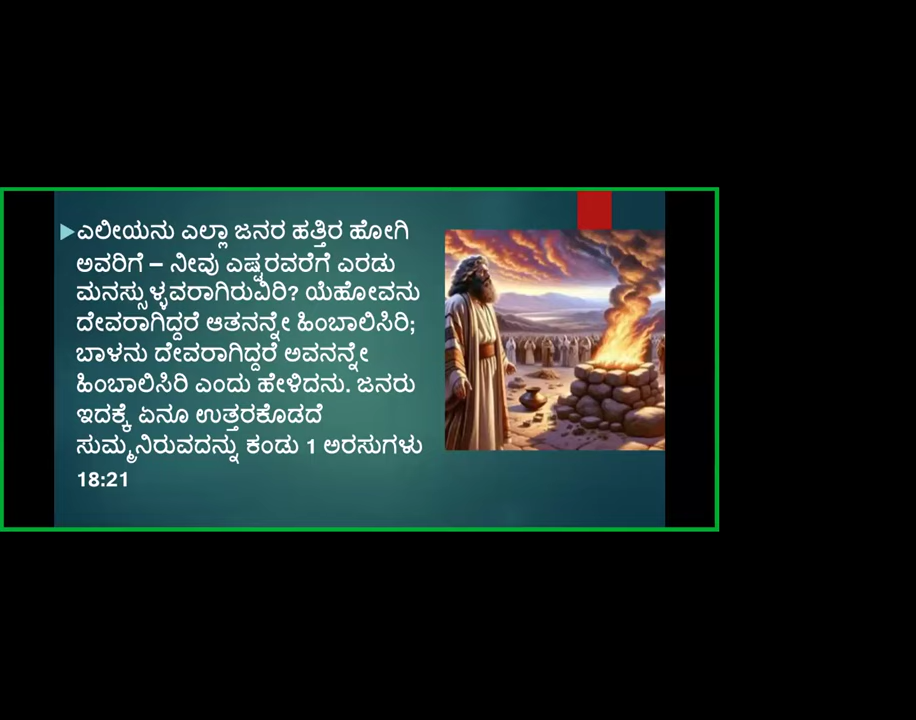 ಎಲೀಯನು ಎಲ್ಲಾ ಜನರ ಹತ್ತಿರ ಹೋಗಿ
ಅವರಿಗೆ – ನೀವು ಎಷ್ಟರವರೆಗೆ ಎರಡು
ಮನಸ್ಸುಳ್ಳವರಾಗಿರುವಿರಿ? ಯೆಹೋವನು
ದೇವರಾಗಿದ್ದರೆ ಆತನನ್ನೇ ಹಿಂಬಾಲಿಸಿರಿ;
ಬಾಳನು ದೇವರಾಗಿದ್ದರೆ ಅವನನ್ನೇ
ಹಿಂಬಾಲಿಸಿರಿ ಎಂದು ಹೇಳಿದನು. ಜನರು
ಇದಕ್ಕೆ ಏನೂ ಉತ್ತರಕೊಡದೆ
ಸುಮ್ಮನಿರುವದನ್ನು ಕಂಡು 1 ಅರಸುಗಳು
18:21